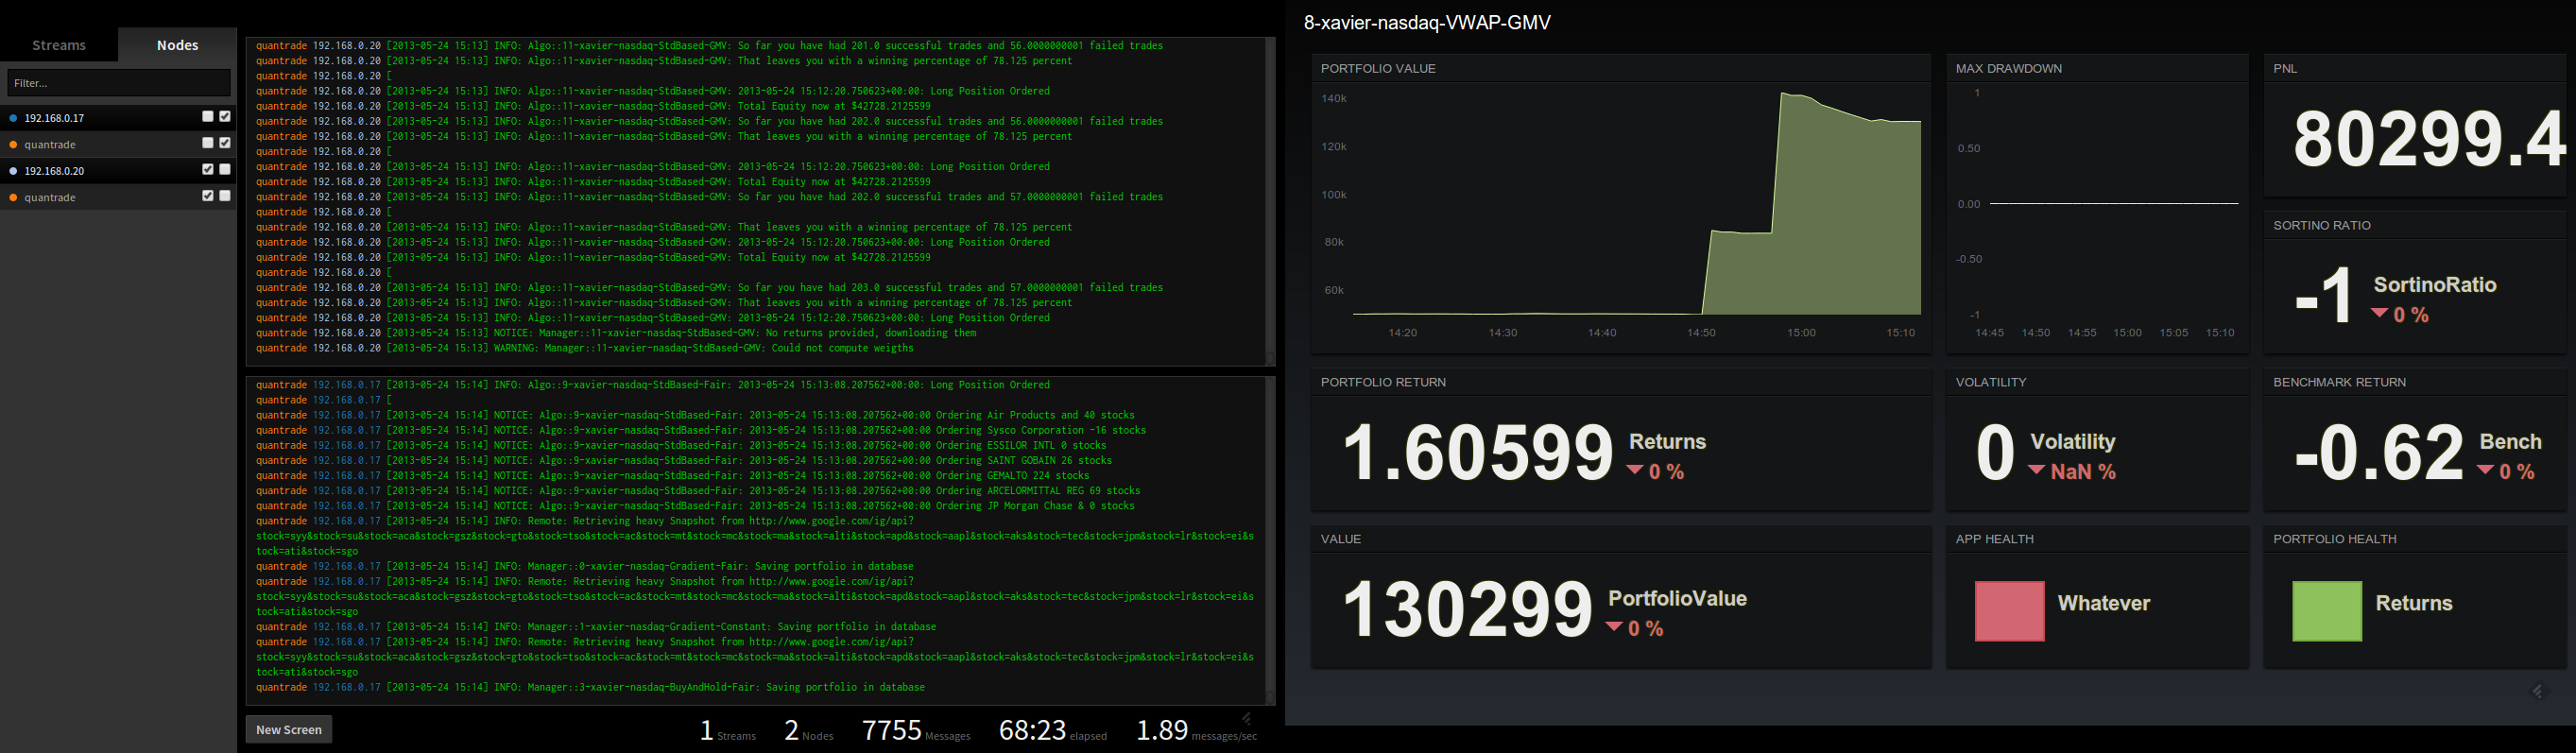 Streams
Nodes
Filter...
192.168.0.17
quantrade
192.168.0.20
quantrade
quantrade 192.168.0.20 [2013-05-24 15:13] INFO: Algo::11-xavier-nasdaq-StdBased-GMV: So far you have had 201.0 successful trades and 56.0000000001 failed trades
quantrade 192.168.0.20 [2013-05-24 15:13] INFO: Algo::11-xavier-nasdaq-StdBased-GMV: That leaves you with a winning percentage of 78.125 percent
quantrade 192.168.0.20 [
quantrade 192.168.0.20 [2013-05-24 15:13] INFO: Algo::11-xavier-nasdaq-StdBased-GMV: 2013-05-24 15:12:20.750623+00:00: Long Position Ordered
quantrade 192.168.0.20 [2013-05-24 15:13] INFO: Algo::11-xavier-nasdaq-StdBased-GMV: Total Equity now at $42728.2125599
quantrade 192.168.0.20 [2013-05-24 15:13] INFO: Algo::11-xavier-nasdaq-StdBased-GMV: So far you have had 202.0 successful trades and 56.0000000001 failed trades
quantrade 192.168.0.20 [2013-05-24 15:13] INFO: Algo::11-xavier-nasdaq-StdBased-GMV: That leaves you with a winning percentage of 78.125 percent
quantrade 192.168.0.20 [
quantrade 192.168.0.20 [2013-05-24 15:13] INFO: Algo::11-xavier-nasdaq-StdBased-GMV: 2013-05-24 15:12:20.750623+00:00: Long Position Ordered
quantrade 192.168.0.20 [2013-05-24 15:13] INFO: Algo::11-xavier-nasdaq-StdBased-GMV: Total Equity now at $42728.2125599
quantrade 192.168.0.20 [2013-05-24 15:13] INFO: Algo::11-xavier-nasdaq-StdBased-GMV: So far you have had 202.0 successful trades and 57.0000000001 failed trades
quantrade 192.168.0.20 [
quantrade 192.168.0.20 [2013-05-24 15:13] INFO: Algo::11-xavier-nasdaq-StdBased-GMV: That leaves you with a winning percentage of 78.125 percent
quantrade 192.168.0.20 [2013-05-24 15:13] INFO: Algo::11-xavier-nasdaq-StdBased-GMV: 2013-05-24 15:12:20.750623+00:00: Long Position Ordered
quantrade 192.168.0.20 [2013-05-24 15:13] INFO: Algo::11-xavier-nasdaq-StdBased-GMV: Total Equity now at $42728.2125599
quantrade 192.168.0.20 [
quantrade 192.168.0.20 [2013-05-24 15:13] INFO: Algo::11-xavier-nasdaq-StdBased-GMV: So far you have had 203.0 successful trades and 57.0000000001 failed trades
quantrade 192.168.0.20 [2013-05-24 15:13] INFO: Algo::11-xavier-nasdaq-StdBased-GMV: That leaves you with a winning percentage of 78.125 percent
quantrade 192.168.0.20 [2013-05-24 15:13] INFO: Algo::11-xavier-nasdaq-StdBased-GMV: 2013-05-24 15:12:20.750623+00:00: Long Position Ordered
quantrade 192.168.0.20 [2013-05-24 15:13] NOTICE: Manager::11-xavier-nasdaq-StdBased-GMV: No returns provided, downloading them
quantrade 192.168.0.20 [2013-05-24 15:13] WARNING: Manager::11-xavier-nasdaq-StdBased-GMV: Could not compute weigths
quantrade 192.168.0.17 [2013-05-24 15:14] INFO: Algo::9-xavier-nasdaq-StdBased-Fair: 2013-05-24 15:13:08.207562+00:00: Long Position Ordered
quantrade 192.168.0.17 [
quantrade 192.168.0.17 [2013-05-24 15:14] NOTICE: Algo::9-xavier-nasdaq-StdBased-Fair: 2013-05-24 15:13:08.207562+00:00 Ordering Air Products and 40 stocks
quantrade 192.168.0.17 [2013-05-24 15:14] NOTICE: Algo::9-xavier-nasdaq-StdBased-Fair: 2013-05-24 15:13:08.207562+00:00 Ordering Sysco Corporation -16 stocks
quantrade 192.168.0.17 [2013-05-24 15:14] NOTICE: Algo::9-xavier-nasdaq-StdBased-Fair: 2013-05-24 15:13:08.207562+00:00 Ordering ESSILOR INTL 0 stocks
quantrade 192.168.0.17 [2013-05-24 15:14] NOTICE: Algo::9-xavier-nasdaq-StdBased-Fair: 2013-05-24 15:13:08.207562+00:00 Ordering SAINT GOBAIN 26 stocks
quantrade 192.168.0.17 [2013-05-24 15:14] NOTICE: Algo::9-xavier-nasdaq-StdBased-Fair: 2013-05-24 15:13:08.207562+00:00 Ordering GEMALTO 224 stocks
quantrade 192.168.0.17 [2013-05-24 15:14] NOTICE: Algo::9-xavier-nasdaq-StdBased-Fair: 2013-05-24 15:13:08.207562+00:00 Ordering ARCELORMITTAL REG 69 stocks
quantrade 192.168.0.17 [2013-05-24 15:14] NOTICE: Algo::9-xavier-nasdaq-StdBased-Fair: 2013-05-24 15:13:08.207562+00:00 Ordering JP Morgan Chase & 0 stocks
quantrade 192.168.0.17 [2013-05-24 15:14] INFO: Remote: Retrieving heavy Snapshot from http://www.google.com/ig/api?
stock=syy&stock=su&stock=aca&stock=gsz&stock=gto&stock=tso&stock=ac&stock=mt&stock=mc&stock=ma&stock=alti&stock=apd&stock=aapl&stock=aks&stock=tec&stock=jpm&stock=lr&stock=ei&s
tock=ati&stock=sgo
quantrade 192.168.0.17 [2013-05-24 15:14] INFO: Manager::0-xavier-nasdaq-Gradient-Fair: Saving portfolio in database
quantrade 192.168.0.17 [2013-05-24 15:14] INFO: Remote: Retrieving heavy Snapshot from http://www.google.com/ig/api?
stock=syy&stock=su&stock=aca&stock=gsz&stock=gto&stock=tso&stock=ac&stock=mt&stock=mc&stock=ma&stock=alti&stock=apd&stock=aapl&stock=aks&stock=tec&stock=jpm&stock=lr&stock=ei&s
tock=ati&stock=sgo
quantrade 192.168.0.17 [2013-05-24 15:14] INFO: Manager::1-xavier-nasdaq-Gradient-Constant: Saving portfolio in database
quantrade 192.168.0.17 [2013-05-24 15:14] INFO: Remote: Retrieving heavy Snapshot from http://www.google.com/ig/api?
stock=syy&stock=su&stock=aca&stock=gsz&stock=gto&stock=tso&stock=ac&stock=mt&stock=mc&stock=ma&stock=alti&stock=apd&stock=aapl&stock=aks&stock=tec&stock=jpm&stock=lr&stock=ei&s
tock=ati&stock=sgo
quantrade 192.168.0.17 [2013-05-24 15:14] INFO: Manager::3-xavier-nasdaq-BuyAndHold-Fair: Saving portfolio in database
New Screen
1 Streams 2 Nodes 7755 Messages 68:23 elapsed 1.89 messages/sec
8-xavier-nasdaq-VWAP-GMV
PORTFOLIO VALUE
140k
120k
100k
80k
60k
14:20 14:30 14:40 14:50 15:00 15:10
MAX DRAWDOWN
1
0.50
0.00
-0.50
-1
14:45 14:50 14:55 15:00 15:05 15:10
PNL
80299.4
SORTINO RATIO
-1 SortinoRatio
0 %
PORTFOLIO RETURN
1.60599 Returns
0 %
VOLATILITY
0 Volatility
NaN %
BENCHMARK RETURN
-0.62 Bench
0 %
VALUE
130299 PortfolioValue
0 %
APP HEALTH
Whatever
PORTFOLIO HEALTH
Returns